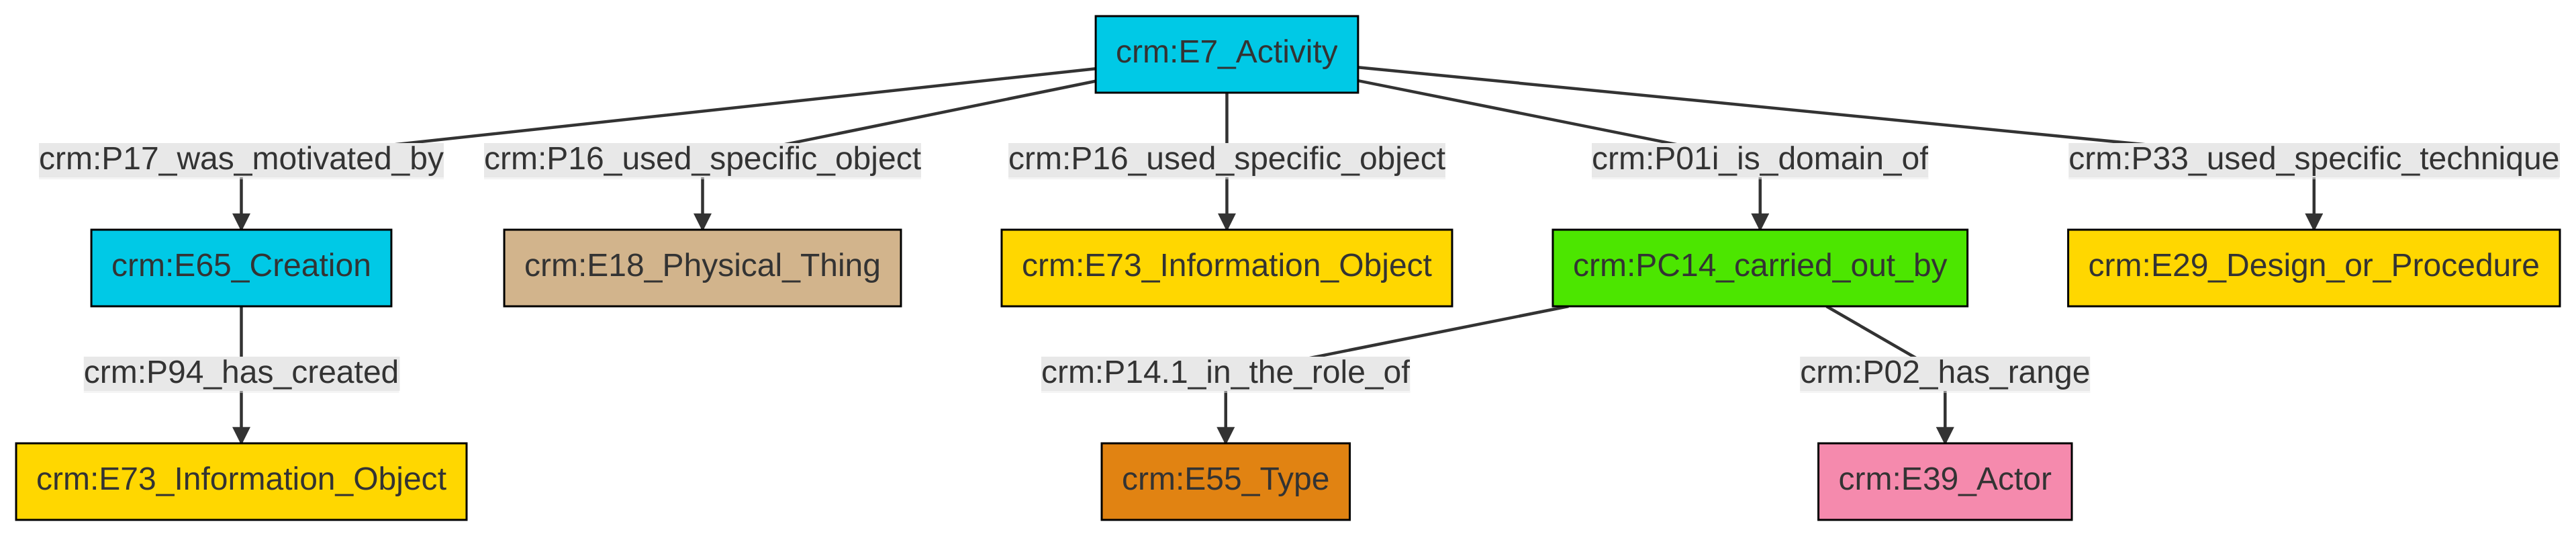 crm:E7_Activity
crm:P17_was_motivated_by
crm:P16_used_specific_object
crm:P16_used_specific_object
crm:P01i_is_domain_of
crm:P33_used_specific_technique
crm:E65_Creation
crm:E18_Physical_Thing
crm:E73_Information_Object
crm:PC14_carried_out_by
crm:E29_Design_or_Procedure
crm:P94_has_created
crm:P14.1_in_the_role_of
crm:P02_has_range
crm:E73_Information_Object
crm:E55_Type
crm:E39_Actor